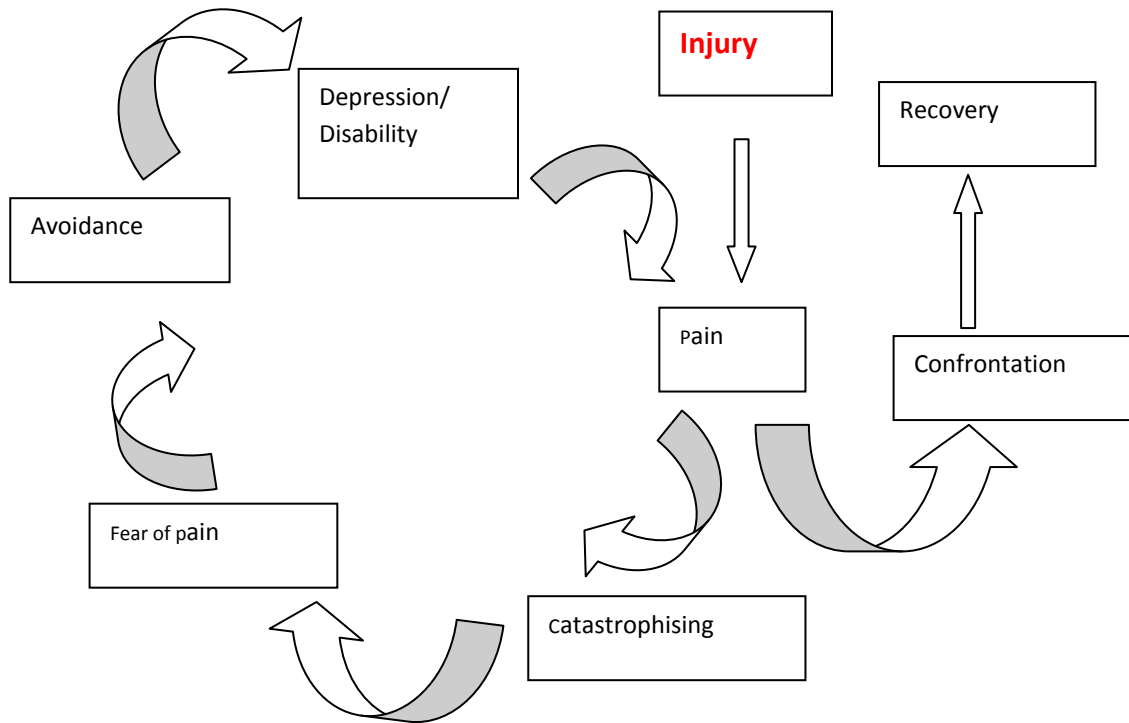 Injury
Depression/
Disability
Recovery
Avoidance
Pain
Confrontation
Fear of pain
Catastrophising